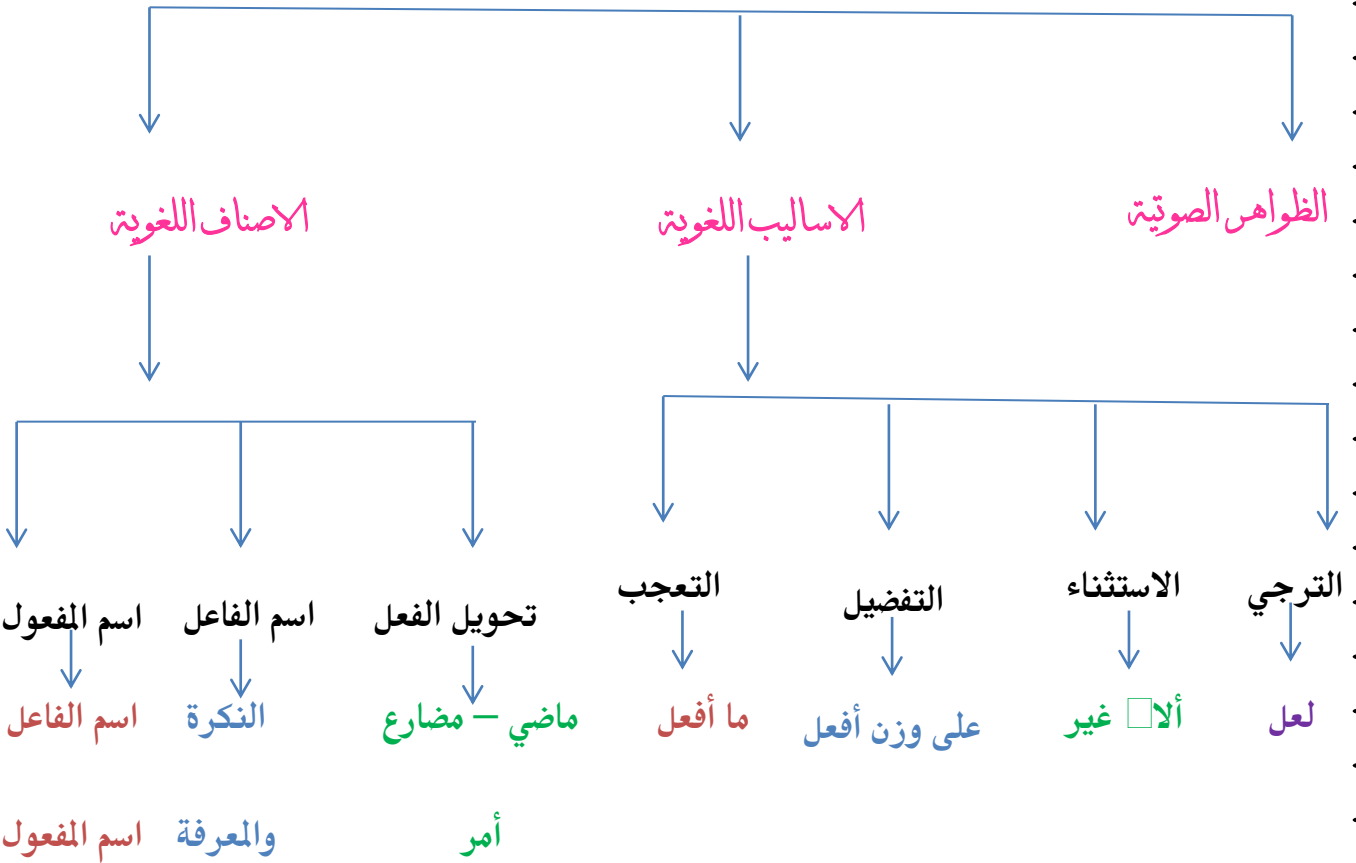 الظواهر الصوتية
الاساليب اللغوية
الاصناف اللغوية
الترجي
الاستثناء
التفضيل
التعجب
تحويل الفعل
اسم الفاعل
اسم المفعول
لعل
ألا□ غير
على وزن أفعل
ما أفعل
ماضي – مضارع
أمر
النكرة
والمعرفة
اسم الفاعل
اسم المفعول